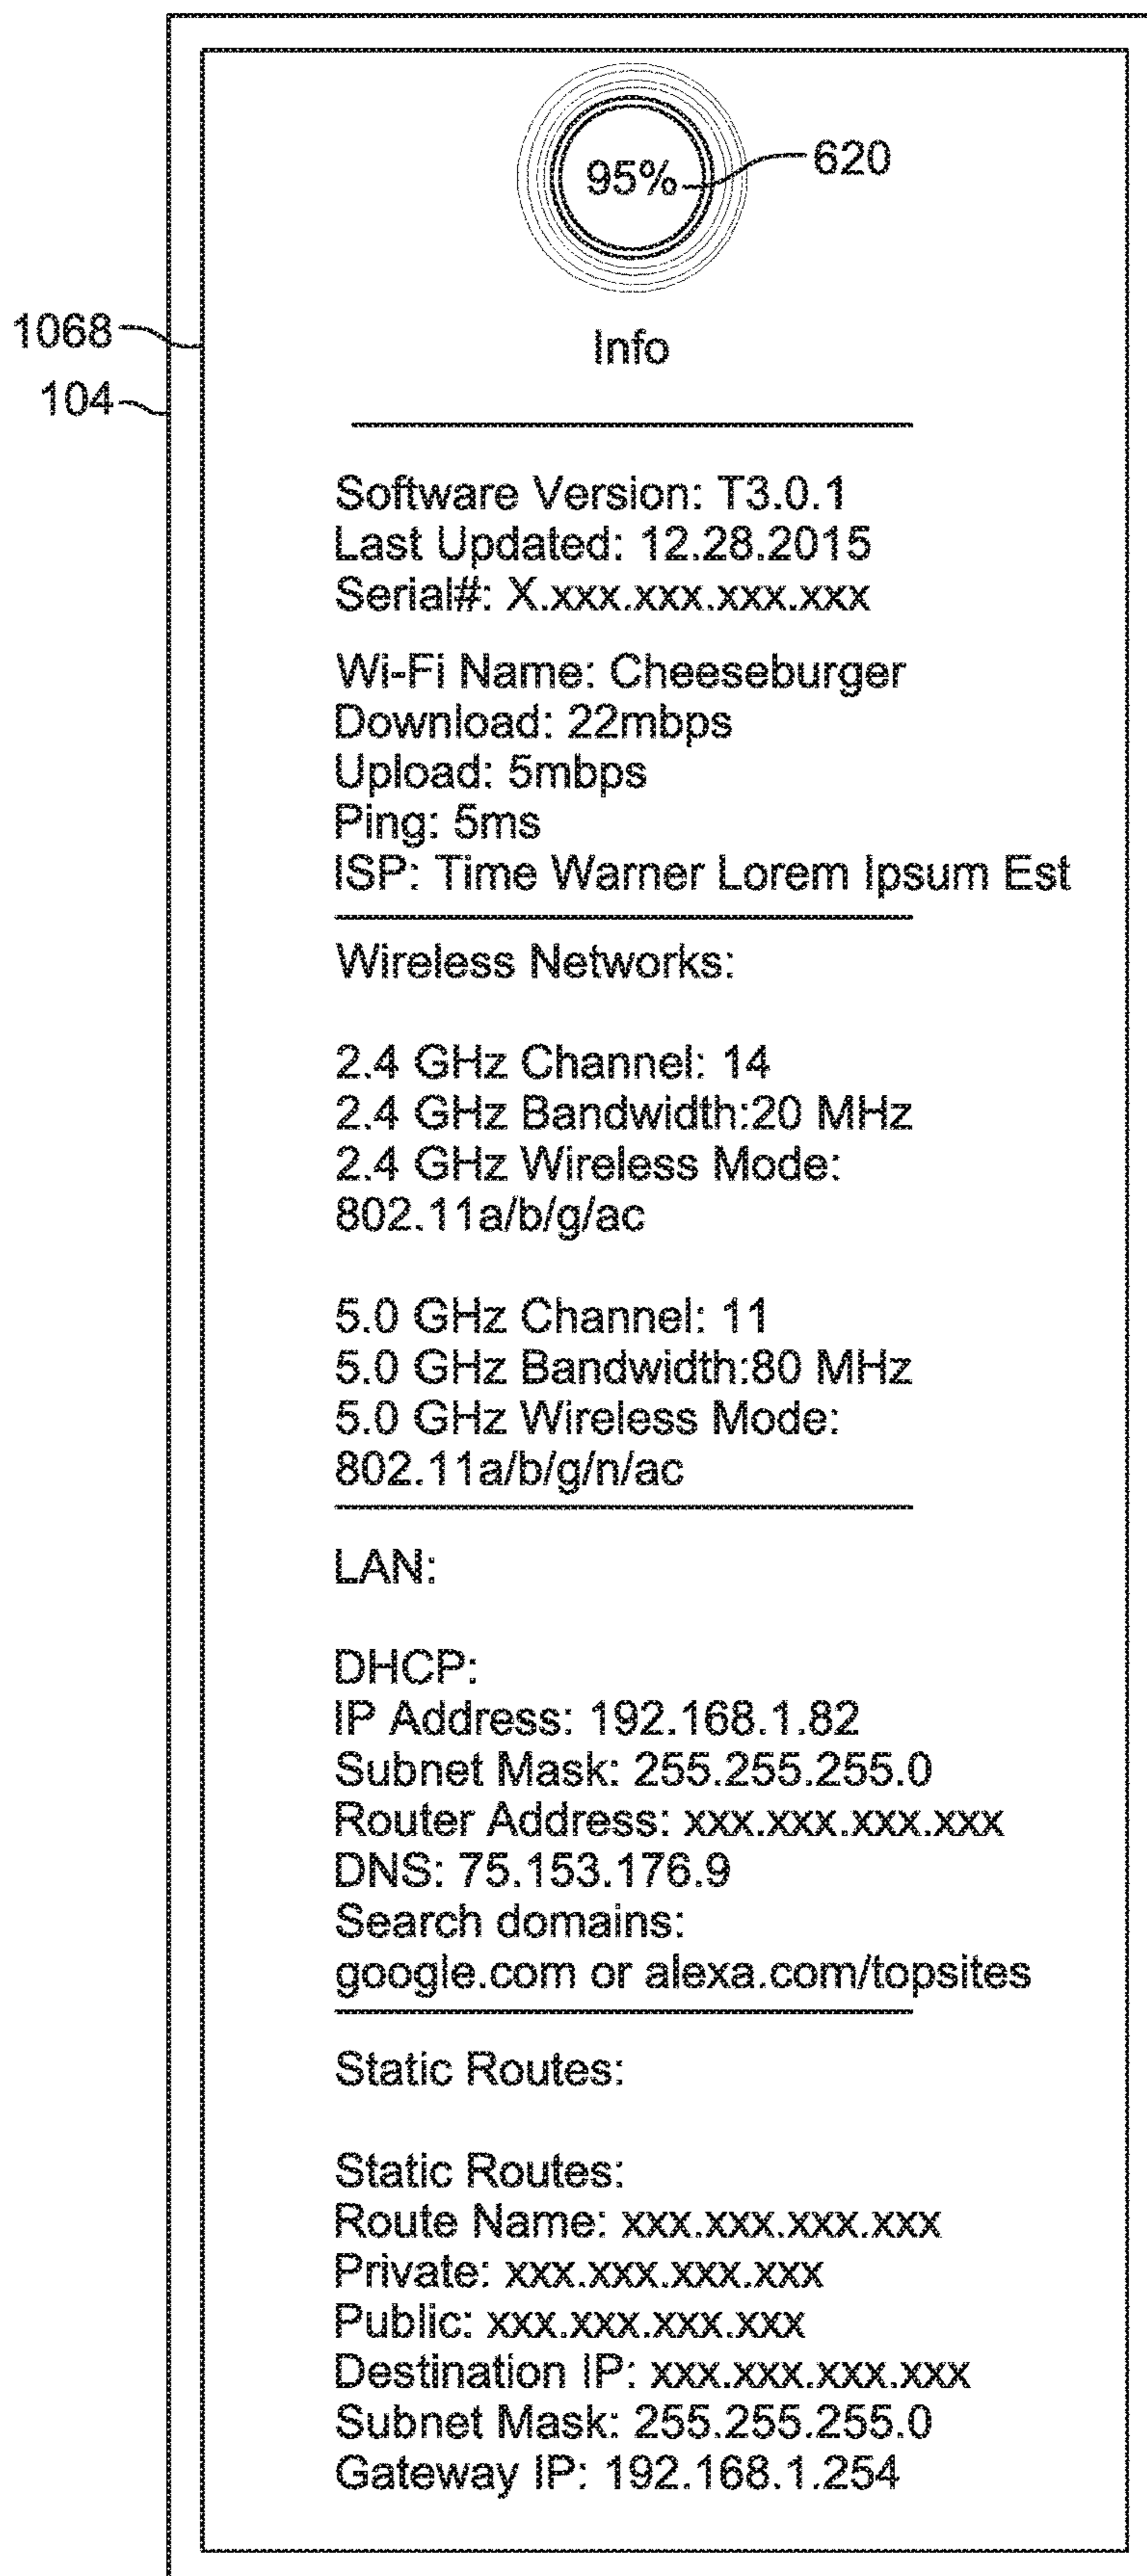 95%
620
1068
Info
104
Software Version: T3.0.1
Last Updated: 12.28.2015
Serial#: X.xxx.xxx.xxx.xxx
Wi-Fi Name: Cheeseburger
Download: 22mbps
Upload: 5mbps
Ping: 5ms
ISP: Time Warner Lorem Ipsum Est
Wireless Networks:
2.4 GHz Channel: 14
2.4 GHz Bandwidth:20 MHz
2.4 GHz Wireless Mode:
802.11a/b/g/ac
5.0 GHz Channel: 11
5.0 GHz Bandwidth:80 MHz
5.0 GHz Wireless Mode:
802.11a/b/g/n/ac
LAN:
DHCP:
IP Address: 192.168.1.82
Subnet Mask: 255.255.255.0
Router Address: xxx.xxx.xxx.xxx
DNS: 75.153.176.9
Search domains:
google.com or alexa.com/topsites
Static Routes:
Static Routes:
Route Name: xxx.xxx.xxx.xxx
Private: xxx.xxx.xxx.xxx
Public: xxx.xxx.xxx.xxx
Destination IP: xxx.xxx.xxx.xxx
Subnet Mask: 255.255.255.0
Gateway IP: 192.168.1.254